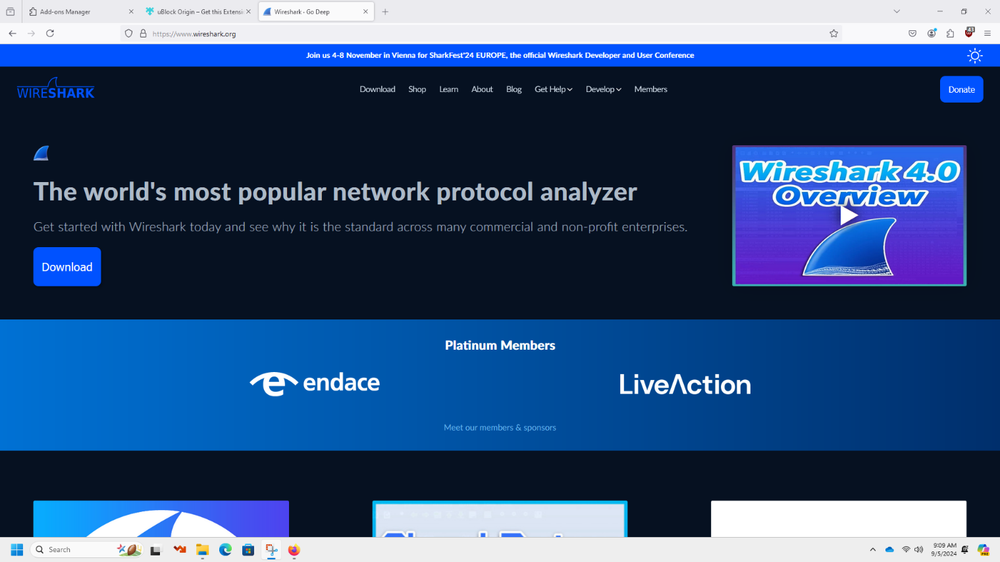 Add-ons Manager
uBlock Origin – Get this Extensi
Wireshark · Go Deep
https://www.wireshark.org
43
Join us 4-8 November in Vienna for SharkFest'24 EUROPE, the official Wireshark Developer and User Conference
WIRESHARK
Download
Shop
Learn
About
Blog
Get Help
Develop
Members
Donate
The world's most popular network protocol analyzer
Get started with Wireshark today and see why it is the standard across many commercial and non-profit enterprises.
Download
Wireshark 4.0
Overview
Platinum Members
endace
LiveAction
Meet our members & sponsors
Search
9:09 AM
9/5/2024
PRE